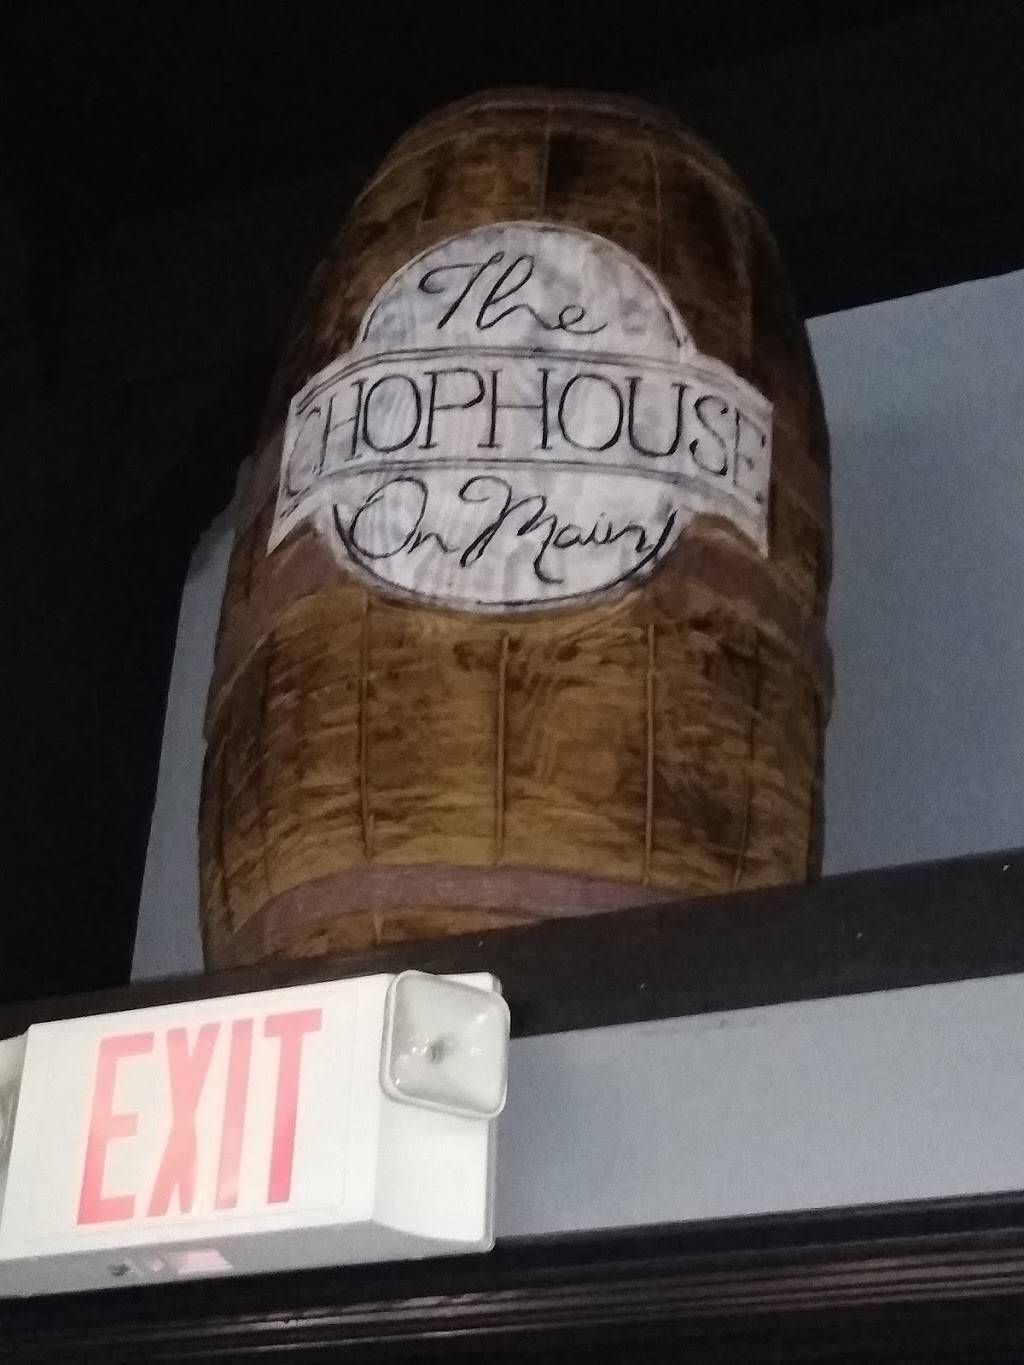 The
CHOPHOUSE
On Main
EXIT